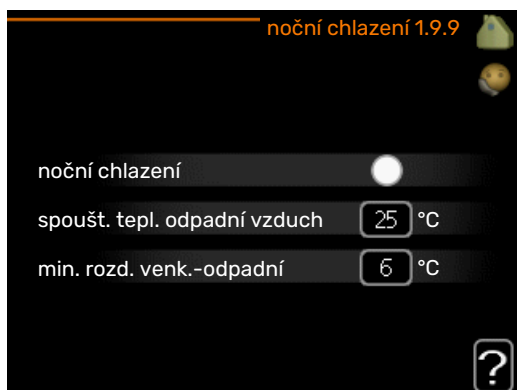 noční chlazení 1.9.9
noční chlazení
spoušt. tepl. odpadní vzduch 25 °C
min. rozd. venk.-odpadní 6 °C
?